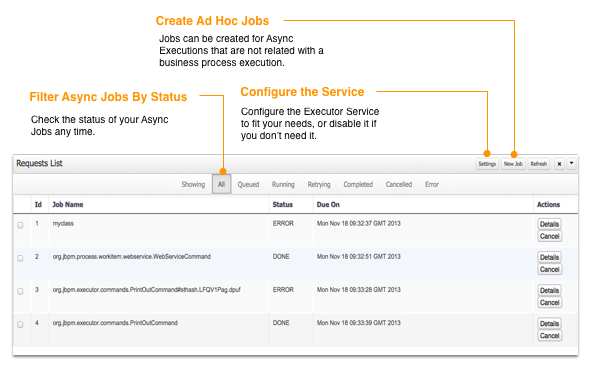 Create Ad Hoc Jobs
Jobs can be created for Async
Executions that are not related with a
business process execution.
Filter Async Jobs By Status
Check the status of your Async
Jobs any time.
Configure the Service
Configure the Executor Service
to fit your needs, or disable it if
you don't need it.
Requests List Settings New Job Refresh
Showing All Queued Running Retrying Completed Cancelled Error
Id Job Name Status Due On Actions
1 myclass ERROR Mon Nov 18 09:32:37 GMT 2013 Details
Cancel
2 org.jbpm.process.workitem.webservice.WebServiceCommand DONE Mon Nov 18 09:32:51 GMT 2013 Details
Cancel
3 org.jbpm.executor.commands.PrintOutCommand#sthash.LFQV1Pag.dpuf ERROR Mon Nov 18 09:33:28 GMT 2013 Details
Cancel
4 org.jbpm.executor.commands.PrintOutCommand DONE Mon Nov 18 09:33:39 GMT 2013 Details
Cancel